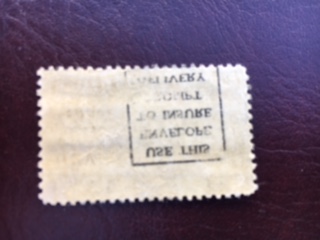 USE THIS
ENVELOPE
TO INSURE
PROMPT
DELIVERY